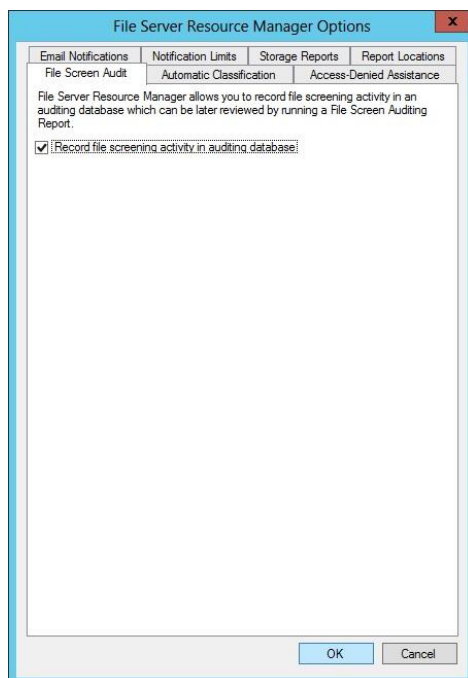 File Server Resource Manager Options
x
Email Notifications Notification Limits Storage Reports Report Locations
File Screen Audit Automatic Classification Access-Denied Assistance
File Server Resource Manager allows you to record file screening activity in an
auditing database which can be later reviewed by running a File Screen Auditing
Report.
Record file screening activity in auditing database
OK Cancel